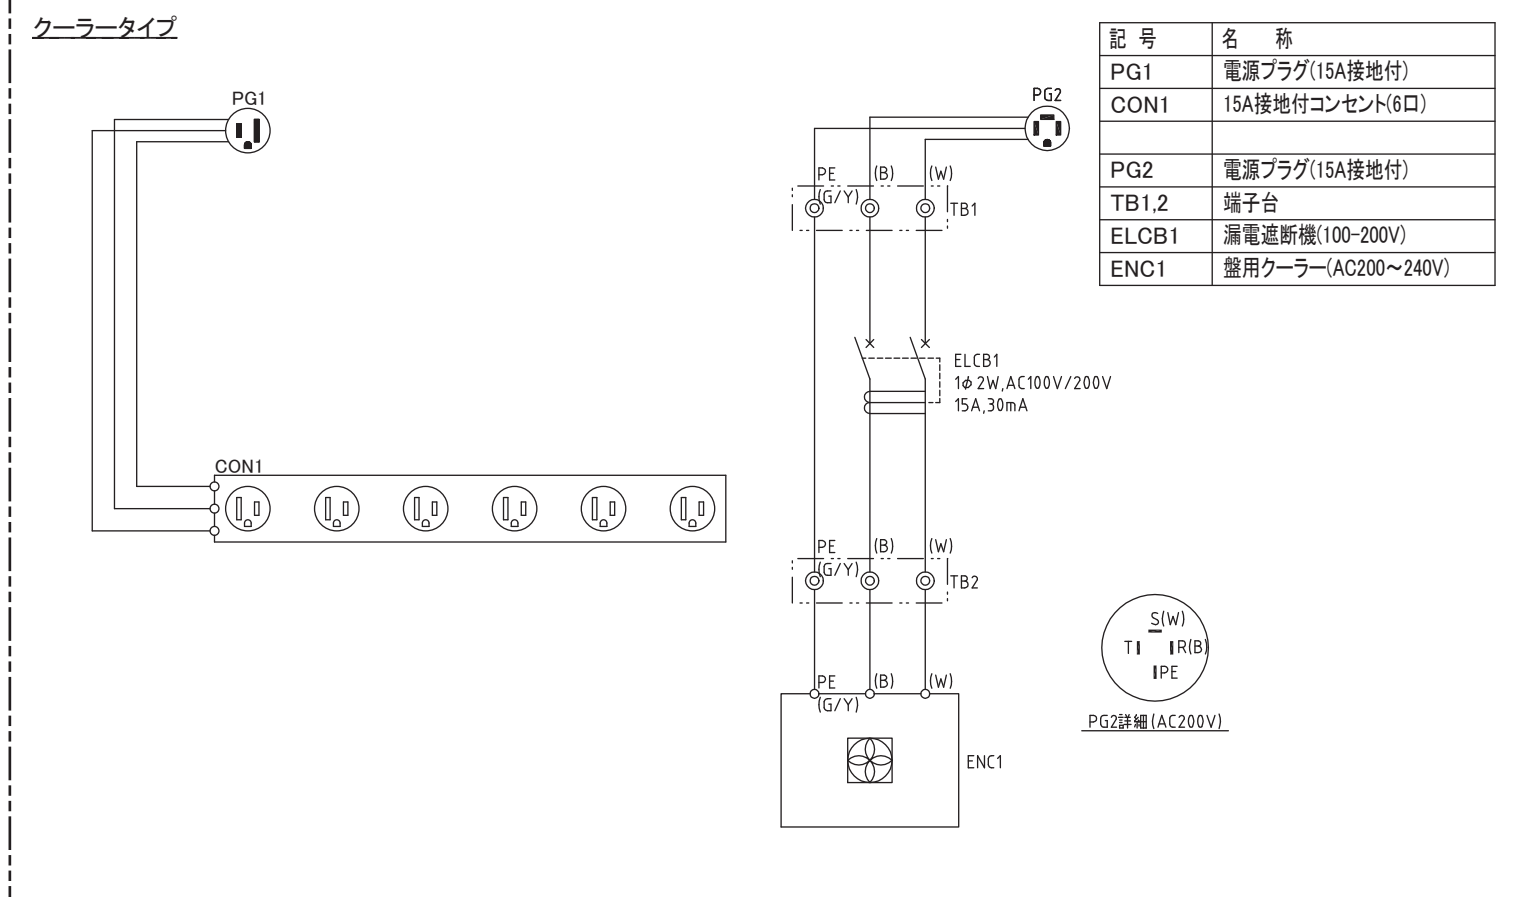 クーラータイプ
記 号 名 称
PG1 電源プラグ(15A接地付)
CON1 15A接地付コンセント(6口)
PG2 電源プラグ(15A接地付)
TB1,2 端子台
ELCB1 漏電遮断機(100-200V)
ENC1 盤用クーラー(AC200～240V)
PG1
PG2
PE (B) (W)
(G/Y)
TB1
ELCB1
1φ2W,AC100V/200V
15A,30mA
CON1
PE (B) (W)
(G/Y)
TB2
PE (B) (W)
(G/Y)
ENC1
S(W)
T R(B)
PE
PG2詳細(AC200V)